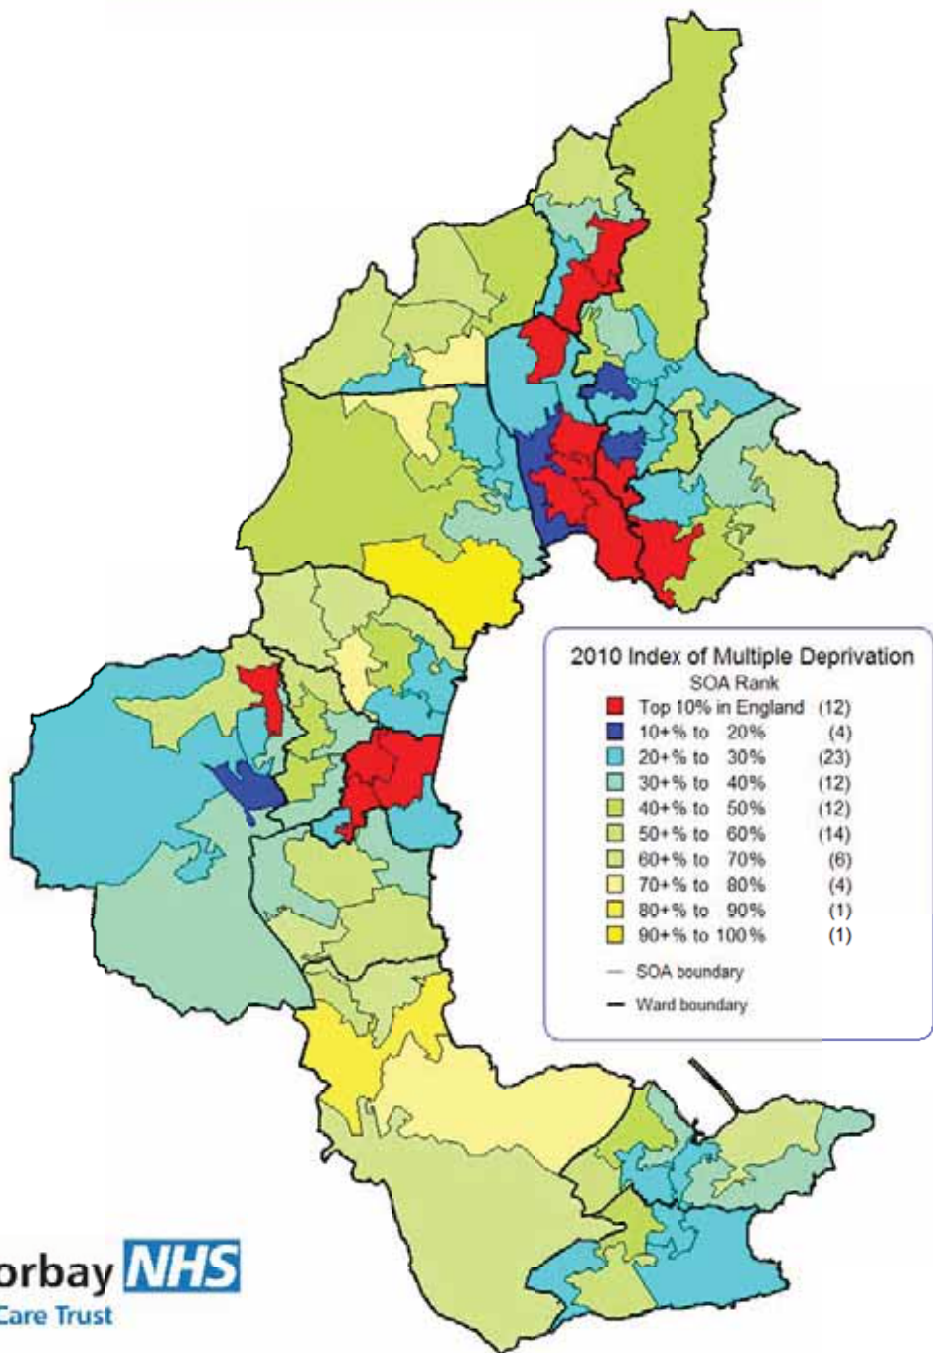 2010 Index of Multiple Deprivation
SOA Rank
Top 10% in England (12)
10+% to 20% (4)
20+% to 30% (23)
30+% to 40% (12)
40+% to 50% (12)
50+% to 60% (14)
60+% to 70% (6)
70+% to 80% (4)
80+% to 90% (1)
90+% to 100% (1)
SOA boundary
Ward boundary
orbay NHS
Care Trust